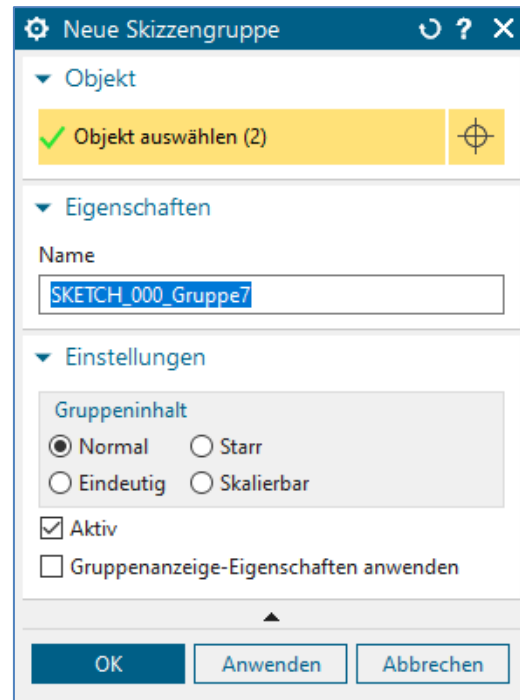 Neue Skizzengruppe ?
Objekt
Objekt auswählen (2)
Eigenschaften
Name
SKETCH_000_Gruppe7
Einstellungen
Gruppeninhalt
Normal Starr
Eindeutig Skalierbar
Aktiv
Gruppenanzeige-Eigenschaften anwenden
OK Anwenden Abbrechen